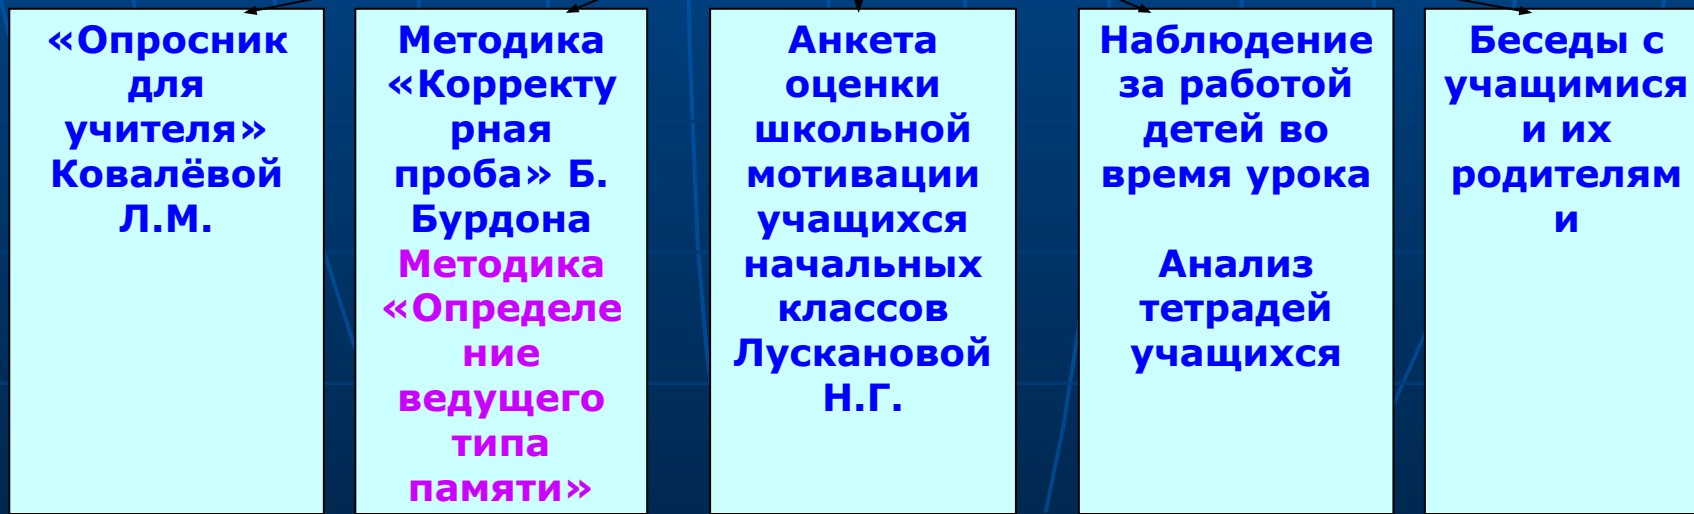 «Опросник
для
учителя»
Ковалёвой
Л.М.
Методика
«Корректу
рная
проба» Б.
Бурдона
Методика
«Определе
ние
ведущего
типа
памяти»
Анкета
оценки
школьной
мотивации
учащихся
начальных
классов
Лускановой
Н.Г.
Наблюдение
за работой
детей во
время урока
Анализ
тетрадей
учащихся
Беседы с
учащимися
и их
родителям
и